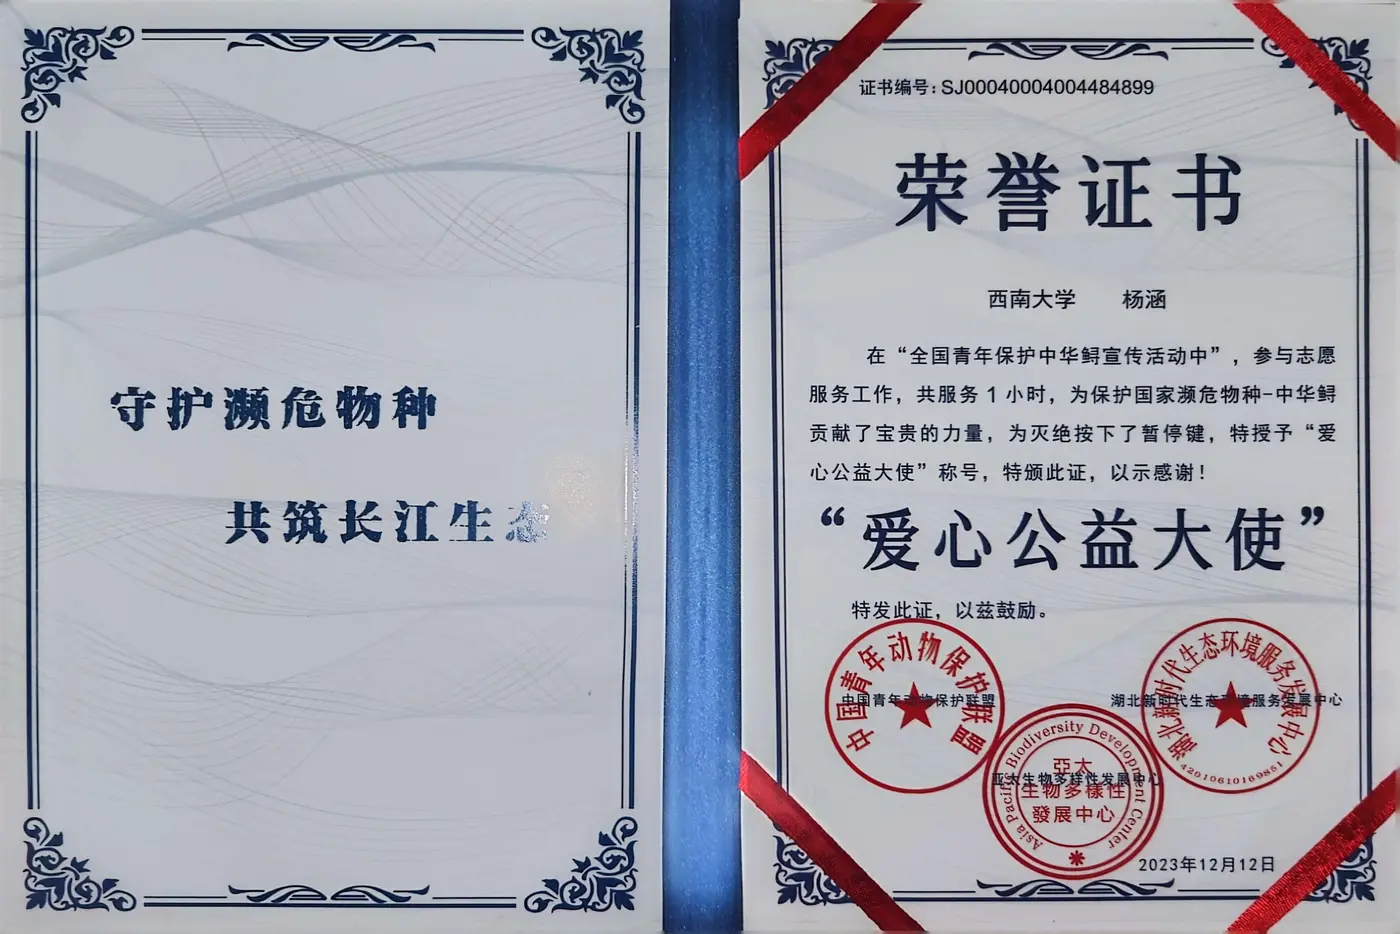 守护濒危物种
共筑长江生态
证书编号:SJ00040004004484899
荣誉证书
西南大学 杨涵
在“全国青年保护中华鲟宣传活动中”，参与志愿
服务工作，共服务1小时，为保护国家濒危物种-中华鲟
贡献了宝贵的力量，为灭绝按下了暂停键，特授予“爱
心公益大使”称号，特颁此证，以示感谢！
“爱心公益大使”
特发此证，以兹鼓励。
中国青年动物保护联盟
中国青年动物保护联盟
湖北新时代生态环境服务发展中心
湖北新时代生态环境服务发展中心
42010610169851
Asia Pacific Biodiversity Development Center
亞太
亚太生物多样性发展中心
生物多樣性
發展中心
2023年12月12日